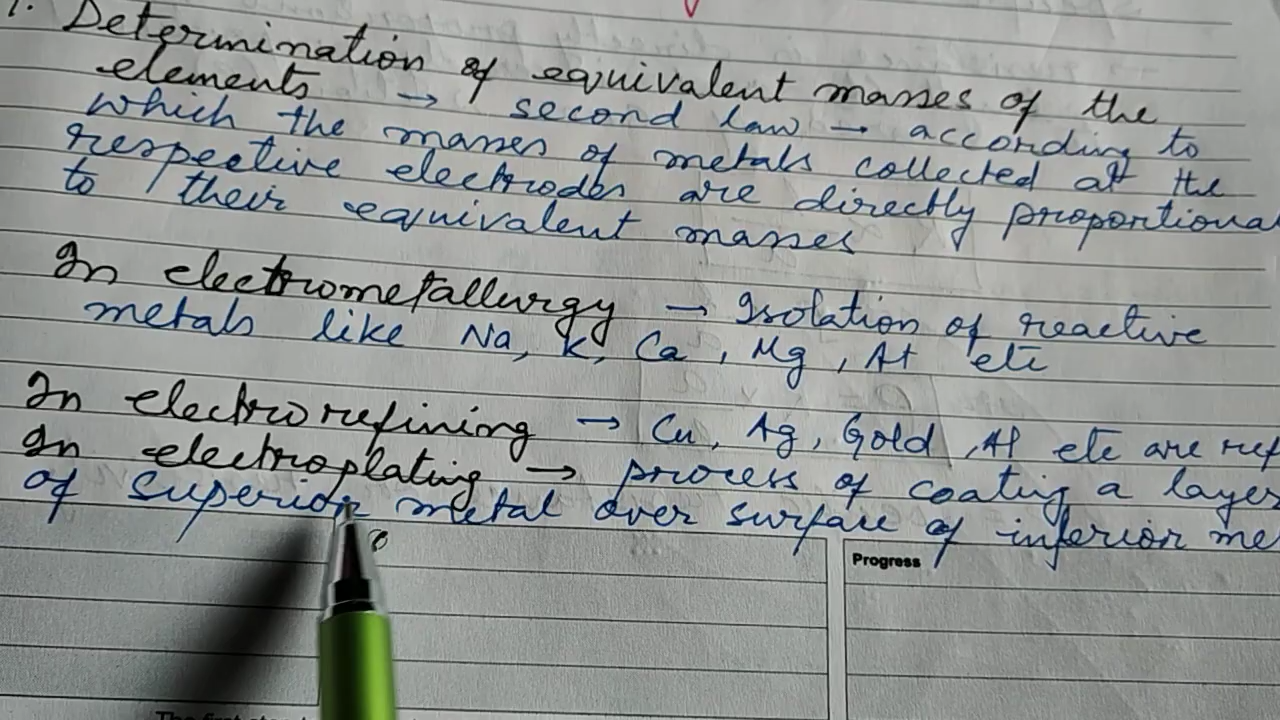 1. Determination of equivalent masses of the
elements → second law → according to
which the masses of metals collected at the
respective electrodes are directly proportiona
to their equivalent masses
In electrometallurgy → Isolation of reactive
metals like Na, K, Ca, Mg, Al etc
In electrorefining → Cu, Ag, Gold, Al etc are ref
In electroplating → process of coating a layer
of superior metal over surface of inferior me
Progress